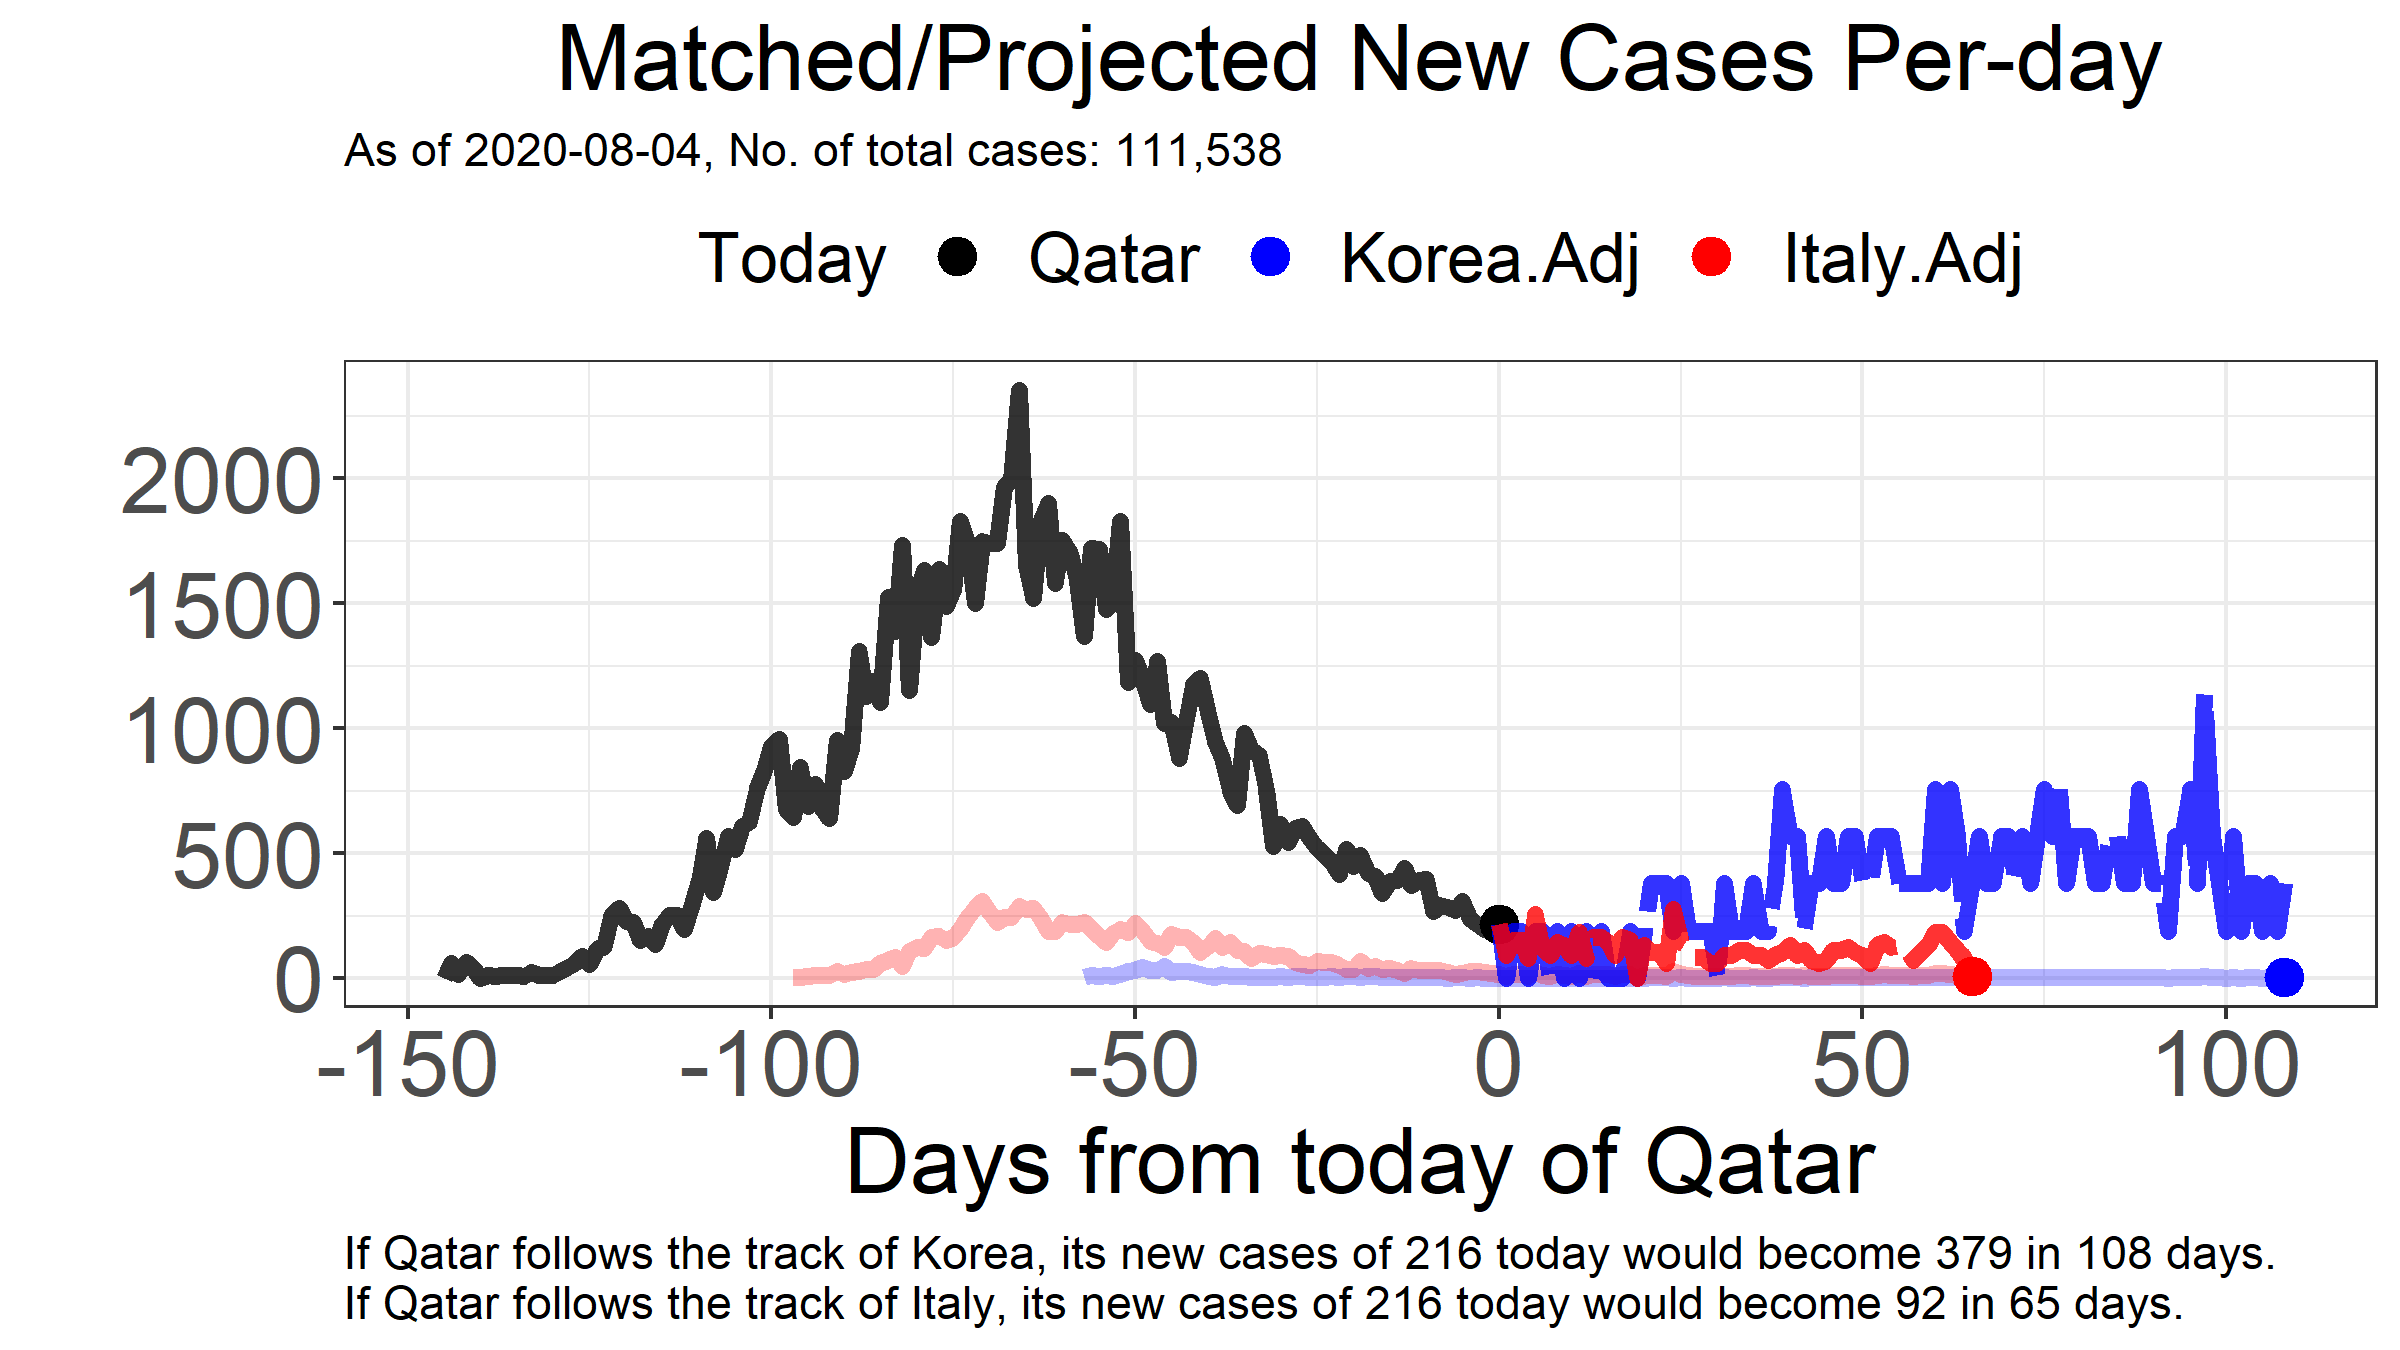 Matched/Projected New Cases Per-day
As of 2020-08-04, No. of total cases: 111,538
Today Qatar Korea.Adj Italy.Adj
2000
1500
1000
500
0
-150 -100 -50 0 50 100
Days from today of Qatar
If Qatar follows the track of Korea, its new cases of 216 today would become 379 in 108 days.
If Qatar follows the track of Italy, its new cases of 216 today would become 92 in 65 days.